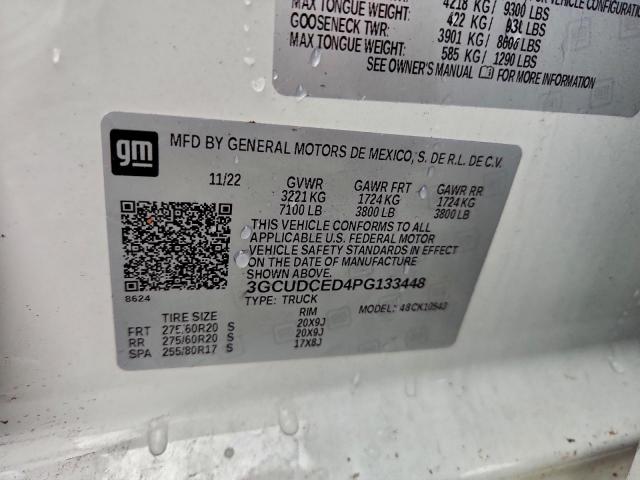 FOR VEHICLE CONFIGURATION
MAX TONGUE WEIGHT: 4218 KG/ 9300 LBS
422 KG/ 930 LBS
GOOSENECK TWR: 3901 KG/ 8600 LBS
MAX TONGUE WEIGHT: 585 KG/ 1290 LBS
SEE OWNER'S MANUAL FOR MORE INFORMATION
gm
MFD BY GENERAL MOTORS DE MEXICO, S. DE R.L. DE C.V.
11/22 GVWR GAWR FRT GAWR RR
3221 KG 1724 KG 1724 KG
7100 LB 3800 LB 3800 LB
THIS VEHICLE CONFORMS TO ALL
APPLICABLE U.S. FEDERAL MOTOR
VEHICLE SAFETY STANDARDS IN EFFECT
ON THE DATE OF MANUFACTURE
SHOWN ABOVE.
3GCUDCED4PG133448
8624
TYPE: TRUCK MODEL: 48CK10543
TIRE SIZE RIM
FRT 275/60R20 S 20X9J
RR 275/60R20 S 20X9J
SPA 255/80R17 S 17X8J